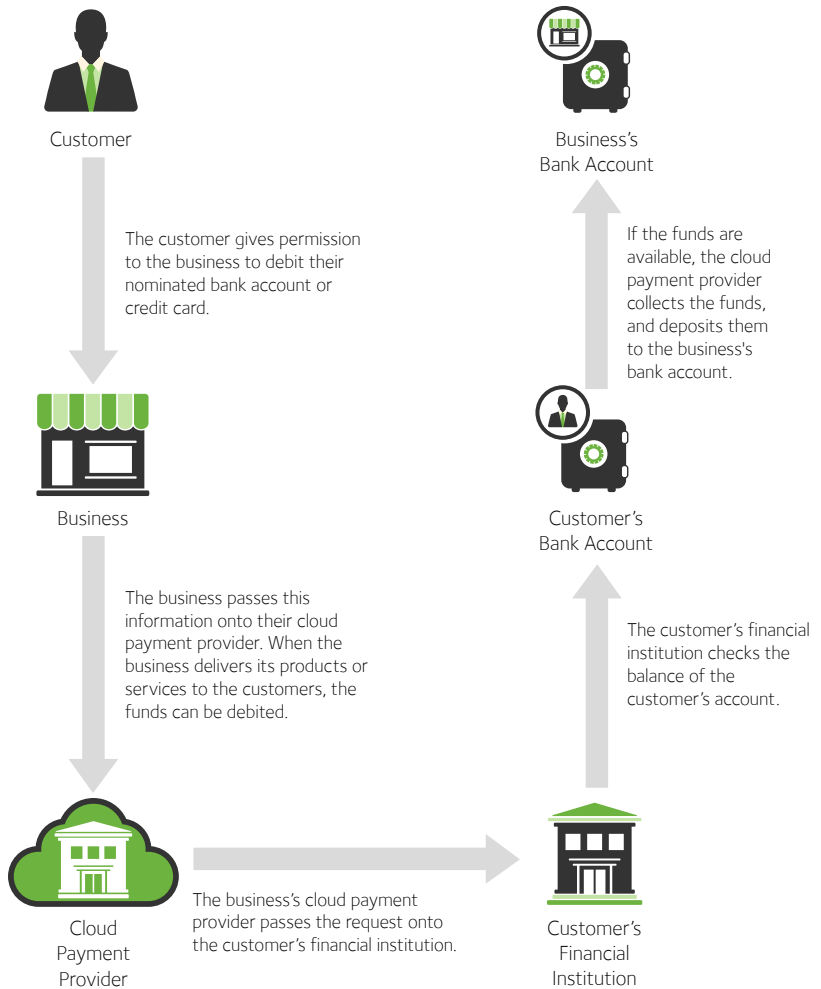 Customer
The customer gives permission
to the business to debit their
nominated bank account or
credit card.
Business
The business passes this
information onto their cloud
payment provider. When the
business delivers its products or
services to the customers, the
funds can be debited.
Cloud
Payment
Provider
The business’s cloud payment
provider passes the request onto
the customer’s financial institution.
Customer’s
Financial
Institution
The customer’s financial
institution checks the
balance of the
customer’s account.
Customer’s
Bank Account
If the funds are
available, the cloud
payment provider
collects the funds,
and deposits them
to the business's
bank account.
Business’s
Bank Account